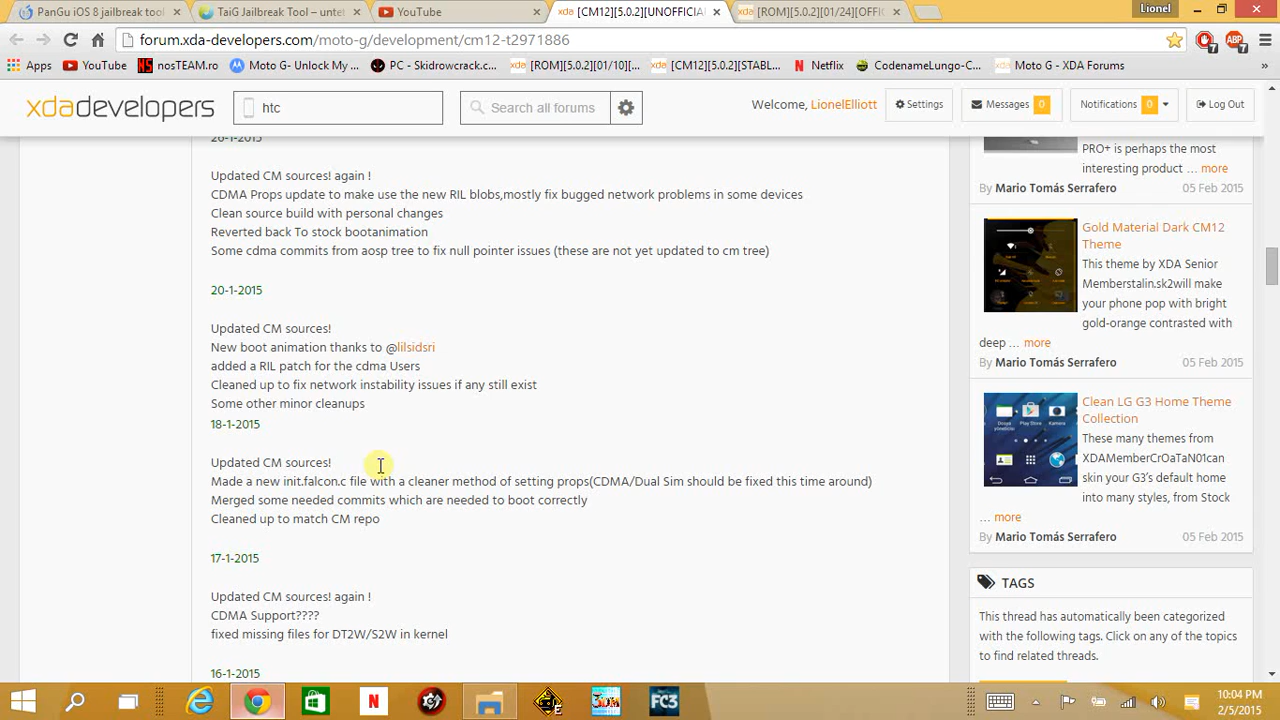 PanGu iOS 8 jailbreak tool
TaiG Jailbreak Tool – untet
YouTube
[CM12][5.0.2][UNOFFICIA
[ROM][5.0.2][01/24][OFFI
Lionel
forum.xda-developers.com/moto-g/development/cm12-t2971886
7
7
Apps
YouTube
nosTEAM.ro
Moto G- Unlock My ...
PC - Skidrowcrack.c...
[ROM][5.0.2][01/10][...
[CM12][5.0.2][STABL...
Netflix
CodenameLungo-C...
Moto G - XDA Forums
»
xdadevelopers
htc
Search all forums
Welcome, LionelElliott
Settings
Messages 0
Notifications 0
Log Out
26-1-2015
Updated CM sources! again !
CDMA Props update to make use the new RIL blobs,mostly fix bugged network problems in some devices
Clean source build with personal changes
Reverted back To stock bootanimation
Some cdma commits from aosp tree to fix null pointer issues (these are not yet updated to cm tree)
20-1-2015
Updated CM sources!
New boot animation thanks to @lilsidsri
added a RIL patch for the cdma Users
Cleaned up to fix network instability issues if any still exist
Some other minor cleanups
18-1-2015
Updated CM sources!
Made a new init.falcon.c file with a cleaner method of setting props(CDMA/Dual Sim should be fixed this time around)
Merged some needed commits which are needed to boot correctly
Cleaned up to match CM repo
17-1-2015
Updated CM sources! again !
CDMA Support????
fixed missing files for DT2W/S2W in kernel
16-1-2015
PRO+ is perhaps the most
interesting product … more
By Mario Tomás Serrafero 05 Feb 2015
Gold Material Dark CM12
Theme
This theme by XDA Senior
Memberstalin.sk2will make
your phone pop with bright
gold-orange contrasted with
deep … more
By Mario Tomás Serrafero 05 Feb 2015
Clean LG G3 Home Theme
Collection
These many themes from
XDAMemberCrOaTaN01can
skin your G3's default home
into many styles, from Stock
… more
By Mario Tomás Serrafero 05 Feb 2015
TAGS
This thread has automatically been categorized
with the following tags. Click on any of the topics
to find related threads.
N
FC3
10:04 PM
2/5/2015